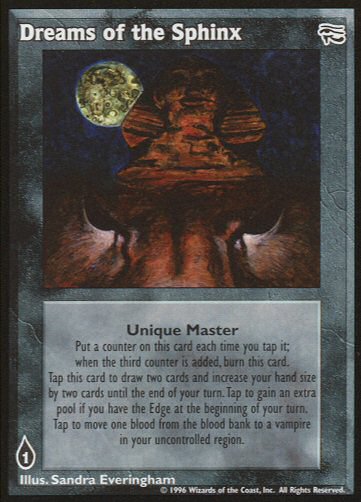 Dreams of the Sphinx
Unique Master
Put a counter on this card each time you tap it;
when the third counter is added, burn this card.
Tap this card to draw two cards and increase your hand size
by two cards until the end of your turn. Tap to gain an extra
pool if you have the Edge at the beginning of your turn.
Tap to move one blood from the blood bank to a vampire
in your uncontrolled region.
1
Illus. Sandra Everingham
© 1996 Wizards of the Coast, Inc. All Rights Reserved.